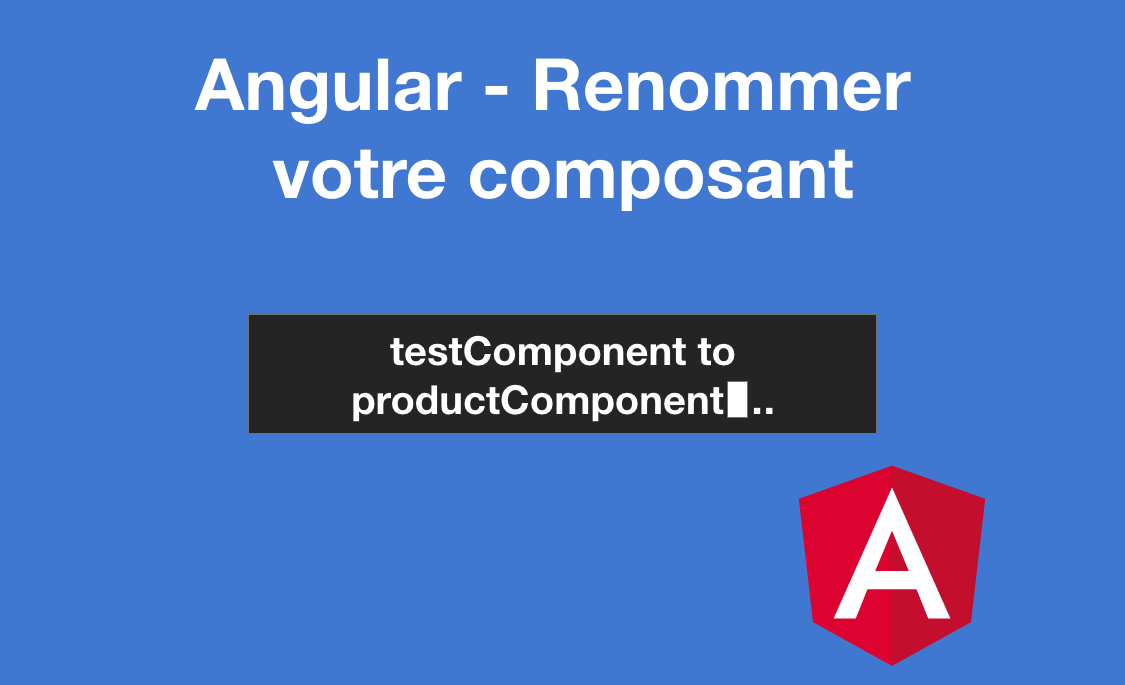 Angular - Renommer
votre composant
testComponent to
productComponent█..